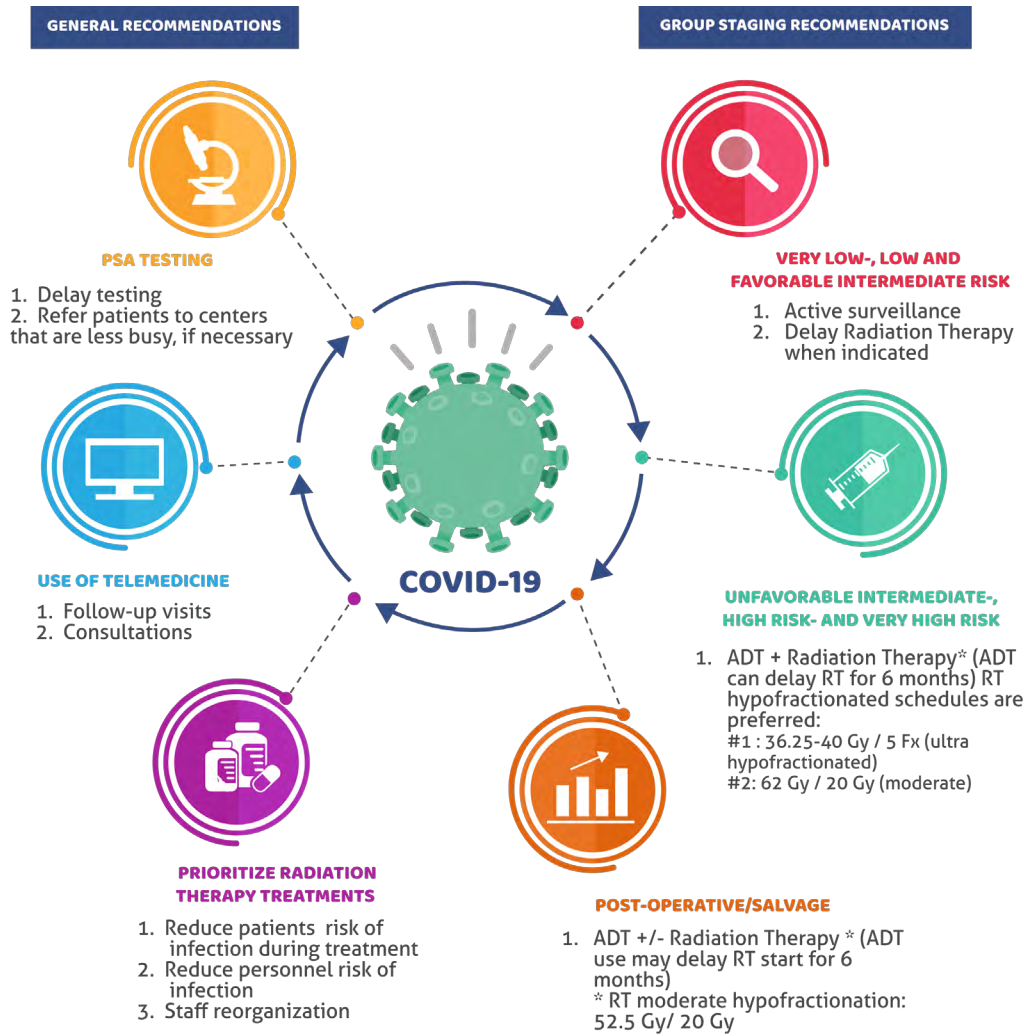 GENERAL RECOMMENDATIONS
PSA TESTING
1. Delay testing
2. Refer patients to centers
that are less busy, if necessary
USE OF TELEMEDICINE
1. Follow-up visits
2. Consultations
PRIORITIZE RADIATION
THERAPY TREATMENTS
1. Reduce patients risk of
infection during treatment
2. Reduce personnel risk of
infection
3. Staff reorganization
COVID-19
GROUP STAGING RECOMMENDATIONS
VERY LOW-, LOW AND
FAVORABLE INTERMEDIATE RISK
1. Active surveillance
2. Delay Radiation Therapy
when indicated
UNFAVORABLE INTERMEDIATE-,
HIGH RISK- AND VERY HIGH RISK
1. ADT + Radiation Therapy* (ADT
can delay RT for 6 months) RT
hypofractionated schedules are
preferred:
#1 : 36.25-40 Gy / 5 Fx (ultra
hypofractionated)
#2: 62 Gy / 20 Gy (moderate)
POST-OPERATIVE/SALVAGE
1. ADT +/- Radiation Therapy * (ADT
use may delay RT start for 6
months)
* RT moderate hypofractionation:
52.5 Gy/ 20 Gy